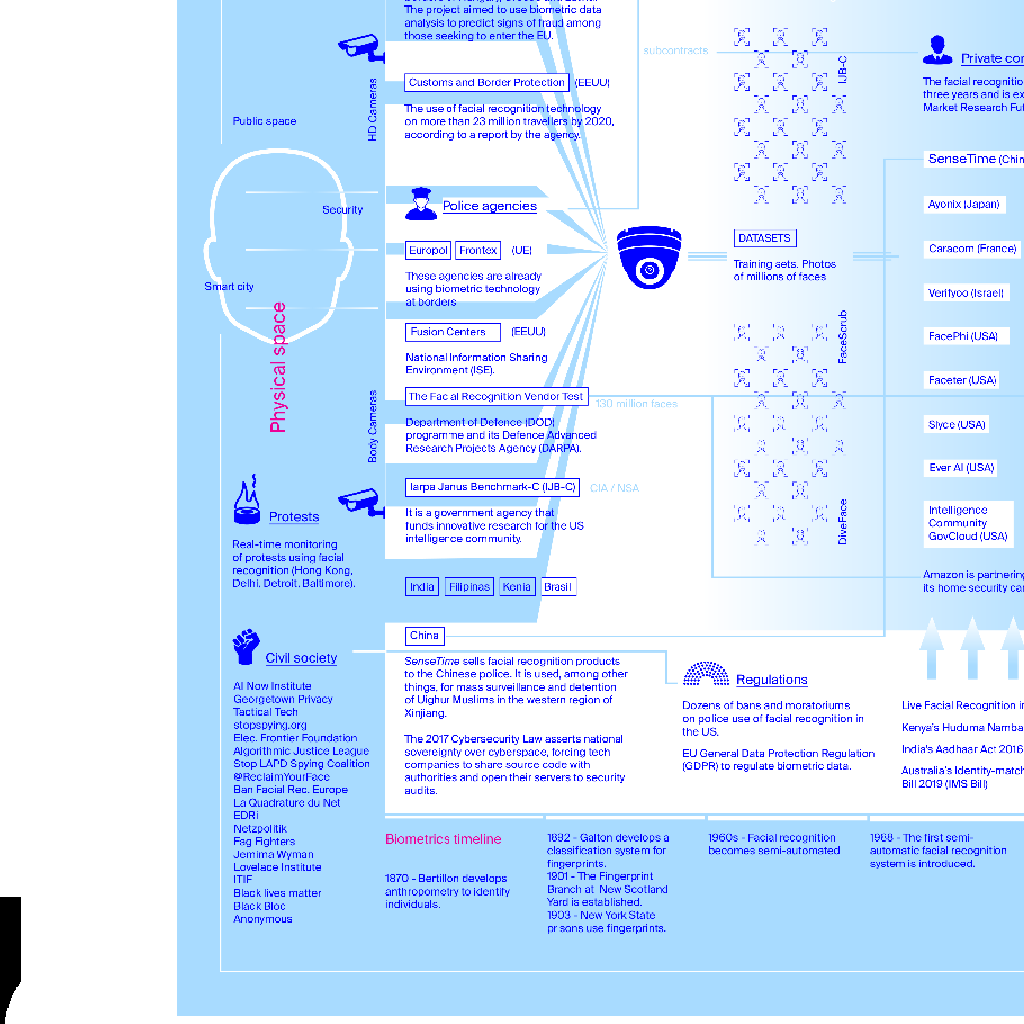 The project aimed to use biometric data
analysis to predict signs of fraud among
those seeking to enter the EU.
Customs and Border Protection (EEUU)
The use of facial recognition technology
on more than 23 million travellers by 2020,
according to a report by the agency.
HD Cameras
Public space
Security
Smart city
Physical space
Body Cameras
Police agencies
Europol Frontex (UE)
These agencies are already
using biometric technology
at borders
Fusion Centers (EEUU)
National Information Sharing
Environment (ISE).
The Facial Recognition Vendor Test
130 million faces
Department of Defence (DOD)
programme and its Defence Advanced
Research Projects Agency (DARPA).
Iarpa Janus Benchmark-C (IJB-C) CIA / NSA
It is a government agency that
funds innovative research for the US
intelligence community.
India Filipinas Kenia Brasil
China
SenseTime sells facial recognition products
to the Chinese police. It is used, among other
things, for mass surveillance and detention
of Uighur Muslims in the western region of
Xinjiang.
The 2017 Cybersecurity Law asserts national
sovereignty over cyberspace, forcing tech
companies to share source code with
authorities and open their servers to security
audits.
Protests
Real-time monitoring
of protests using facial
recognition (Hong Kong,
Delhi, Detroit, Baltimore).
Civil society
AI Now Institute
Georgetown Privacy
Tactical Tech
stopspying.org
Elec. Frontier Foundation
Algorithmic Justice League
Stop LAPD Spying Coalition
@ReclaimYourFace
Ban Facial Rec. Europe
La Quadrature du Net
EDRi
Netzpolitik
Fag Fighters
Jemima Wyman
Lovelace Institute
ITIF
Black lives matter
Black Bloc
Anonymous
subcontracts
IJB-C
DATASETS
Training sets. Photos
of millions of faces
FaceScrub
DiveFace
Private cor
The facial recognitio
three years and is ex
Market Research Fut
SenseTime (Chin
Ayonix (Japan)
Caracom (France)
Verifyoo (Israel)
FacePhi (USA)
Faceter (USA)
Slyce (USA)
Ever AI (USA)
Intelligence
Community
GovCloud (USA)
Amazon is partnering
its home security can
Regulations
Dozens of bans and moratoriums
on police use of facial recognition in
the US.
EU General Data Protection Regulation
(GDPR) to regulate biometric data.
Live Facial Recognition in
Kenya's Huduma Namba
India's Aadhaar Act 2016
Australia's Identity-match
Bill 2019 (IMS Bill)
Biometrics timeline
1870 - Bertillon develops
anthropometry to identify
individuals.
1892 - Galton develops a
classification system for
fingerprints.
1901 - The Fingerprint
Branch at New Scotland
Yard is established.
1903 - New York State
prisons use fingerprints.
1960s - Facial recognition
becomes semi-automated
1968 - The first semi-
automatic facial recognition
system is introduced.